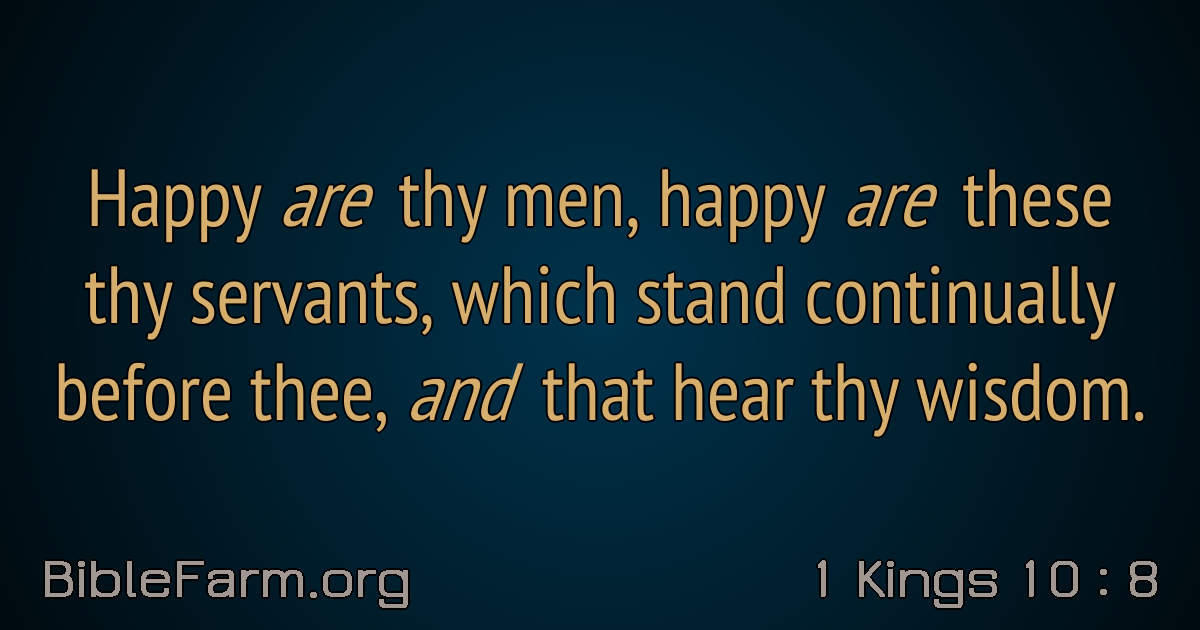 Happy are thy men, happy are these
thy servants, which stand continually
before thee, and that hear thy wisdom.
BibleFarm.org
1 Kings 10 : 8